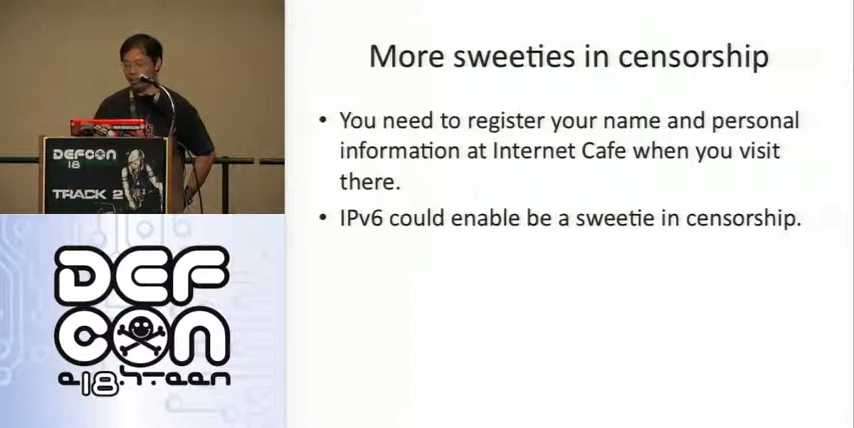 More sweeties in censorship
• You need to register your name and personal
information at Internet Cafe when you visit
there.
• IPv6 could enable be a sweetie in censorship.
DEFCON
18
TRACK 2
DEF
CON
e18hteen